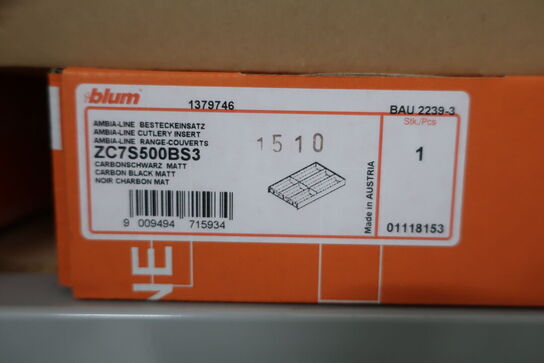 blum
1379746
BAU 2239-3
AMBIA-LINE BESTECKEINSATZ
AMBIA-LINE CUTLERY INSERT
AMBIA-LINE RANGE-COUVERTS
ZC7S500BS3
CARBONSCHWARZ MATT
CARBON BLACK MATT
NOIR CHARBON MAT
1510
Stk./Pcs
1
Made in AUSTRIA
01118153
9 009494 715934
NE